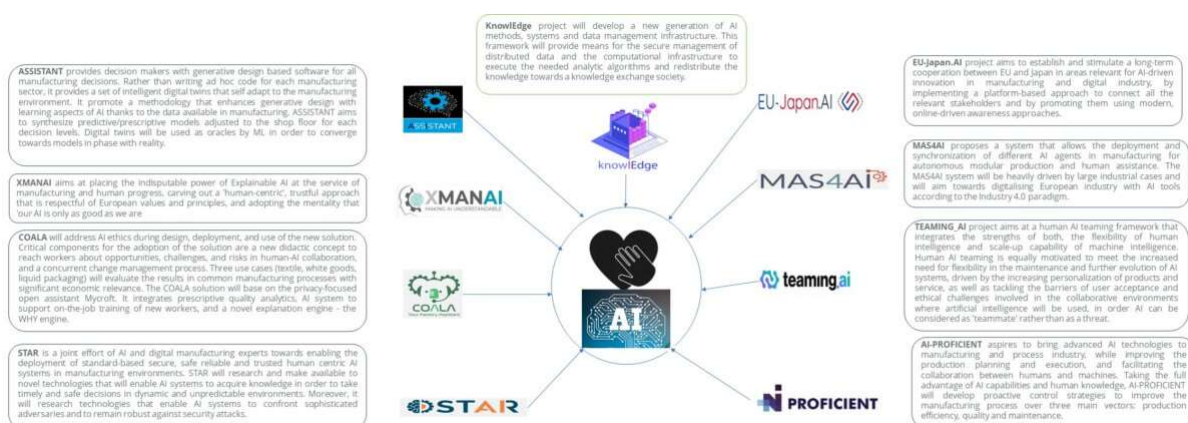 KnowlEdge project will develop a new generation of AI
methods, systems and data management infrastructure. This
framework will provide means for the secure management of
distributed data and the computational infrastructure to
execute the needed analytic algorithms and redistribute the
knowledge towards a knowledge exchange society.
ASSISTANT provides decision makers with generative design based software for all
manufacturing decisions. Rather than writing ad hoc code for each manufacturing
sector, it provides a set of intelligent digital twins that self adapt to the manufacturing
environment. It promote a methodology that enhances generative design with
learning aspects of AI thanks to the data available in manufacturing. ASSISTANT aims
to synthesize predictive/prescriptive models adjusted to the shop floor for each
decision levels. Digital twins will be used as oracles by ML in order to converge
towards models in phase with reality.
XMANAI aims at placing the indisputable power of Explainable AI at the service of
manufacturing and human progress, carving out a 'human-centric', trustful approach
that is respectful of European values and principles, and adopting the mentality that
'our AI is only as good as we are
COALA will address AI ethics during design, deployment, and use of the new solution.
Critical components for the adoption of the solution are a new didactic concept to
reach workers about opportunities, challenges, and risks in human-AI collaboration,
and a concurrent change management process. Three use cases (textile, white goods,
liquid packaging) will evaluate the results in common manufacturing processes with
significant economic relevance. The COALA solution will base on the privacy-focused
open assistant Mycroft. It integrates prescriptive quality analytics, AI system to
support on-the-job training of new workers, and a novel explanation engine - the
WHY engine.
STAR is a joint effort of AI and digital manufacturing experts towards enabling the
deployment of standard-based secure, safe reliable and trusted human centric AI
systems in manufacturing environments. STAR will research and make available to
novel technologies that will enable AI systems to acquire knowledge in order to take
timely and safe decisions in dynamic and unpredictable environments. Moreover, it
will research technologies that enable AI systems to confront sophisticated
adversaries and to remain robust against security attacks.
ASSISTANT
XMANAI
MAKING AI UNDERSTANDABLE
COALA
STAR
knowlEdge
AI
EU-Japan.AI
MAS4AI
teaming.ai
AI PROFICIENT
EU-Japan.AI project aims to establish and stimulate a long-term
cooperation between EU and Japan in areas relevant for AI-driven
innovation in manufacturing and digital industry, by
implementing a platform-based approach to connect all the
relevant stakeholders and by promoting them using modern,
online-driven awareness approaches.
MAS4AI proposes a system that allows the deployment and
synchronization of different AI agents in manufacturing for
autonomous modular production and human assistance. The
MAS4AI system will be heavily driven by large industrial cases and
will aim towards digitalising European industry with AI tools
according to the Industry 4.0 paradigm.
TEAMING_AI project aims at a human AI teaming framework that
integrates the strengths of both, the flexibility of human
intelligence and scale-up capability of machine intelligence.
Human AI teaming is equally motivated to meet the increased
need for flexibility in the maintenance and further evolution of AI
systems, driven by the increasing personalization of products and
service, as well as tackling the barriers of user acceptance and
ethical challenges involved in the collaborative environments
where artificial intelligence will be used, in order AI can be
considered as 'teammate' rather than as a threat.
AI-PROFICIENT aspires to bring advanced AI technologies to
manufacturing and process industry, while improving the
production planning and execution, and facilitating the
collaboration between humans and machines. Taking the full
advantage of AI capabilities and human knowledge, AI-PROFICIENT
will develop proactive control strategies to improve the
manufacturing process over three main vectors: production
efficiency, quality and maintenance.